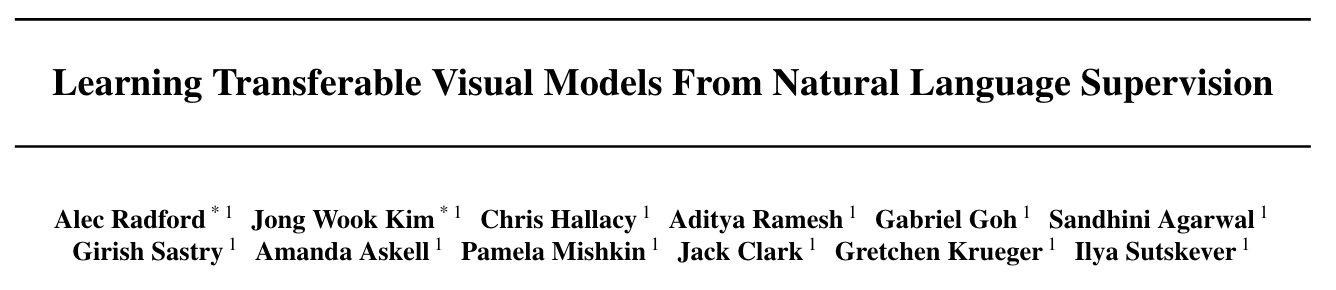 Learning Transferable Visual Models From Natural Language Supervision
Alec Radford * 1 Jong Wook Kim * 1 Chris Hallacy 1 Aditya Ramesh 1 Gabriel Goh 1 Sandhini Agarwal 1
Girish Sastry 1 Amanda Askell 1 Pamela Mishkin 1 Jack Clark 1 Gretchen Krueger 1 Ilya Sutskever 1